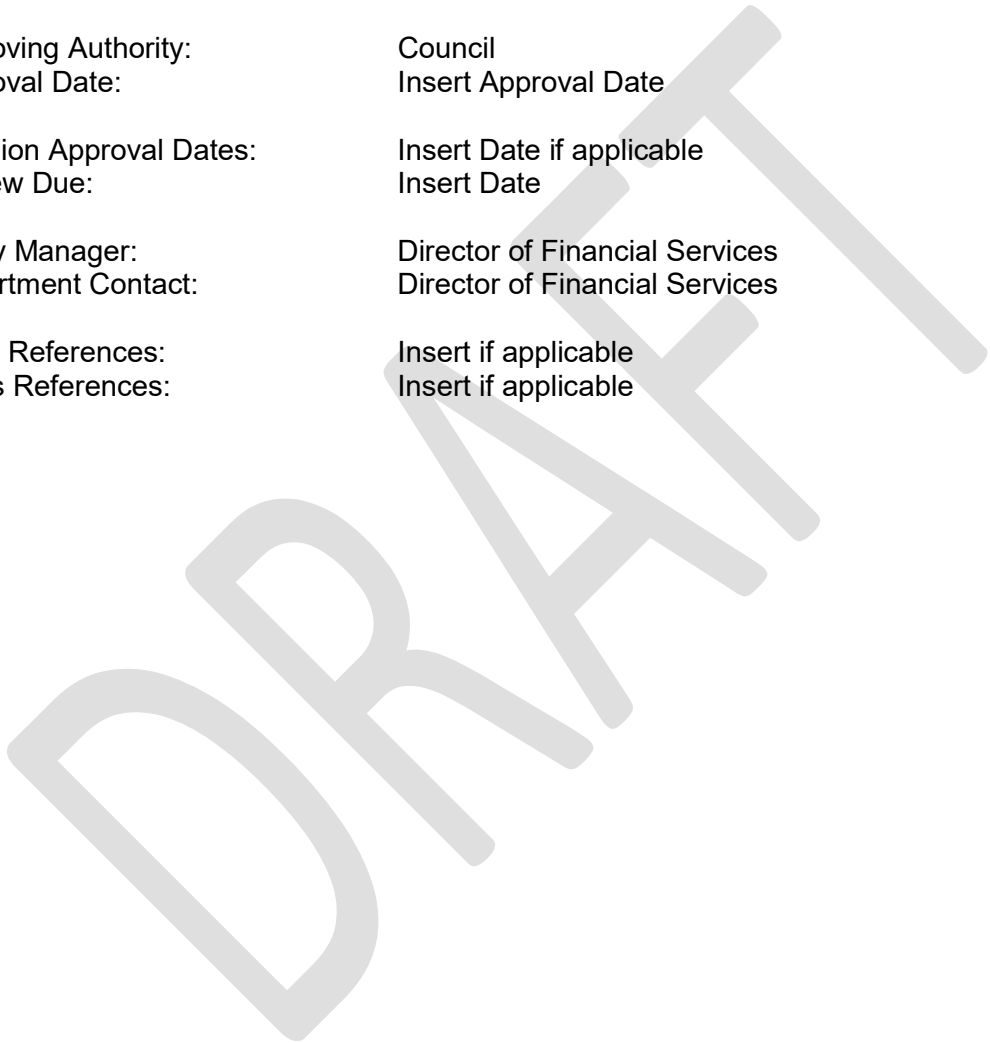 oving Authority: Council
oval Date: Insert Approval Date
ion Approval Dates: Insert Date if applicable
ew Due: Insert Date
y Manager: Director of Financial Services
rtment Contact: Director of Financial Services
References: Insert if applicable
s References: Insert if applicable
DRAFT